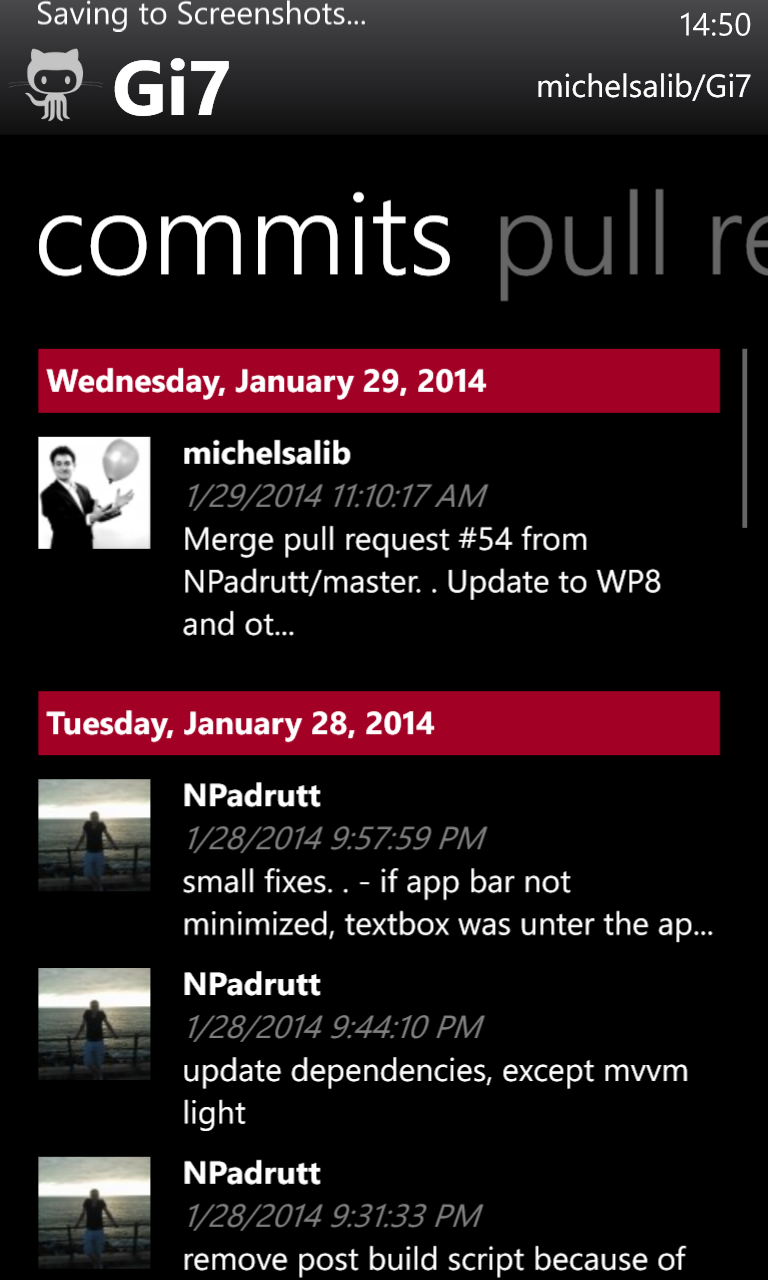 Saving to Screenshots...
14:50
Gi7
michelsalib/Gi7
commits pull re
Wednesday, January 29, 2014
michelsalib
1/29/2014 11:10:17 AM
Merge pull request #54 from
NPadrutt/master. . Update to WP8
and ot...
Tuesday, January 28, 2014
NPadrutt
1/28/2014 9:57:59 PM
small fixes. . - if app bar not
minimized, textbox was unter the ap...
NPadrutt
1/28/2014 9:44:10 PM
update dependencies, except mvvm
light
NPadrutt
1/28/2014 9:31:33 PM
remove post build script because of